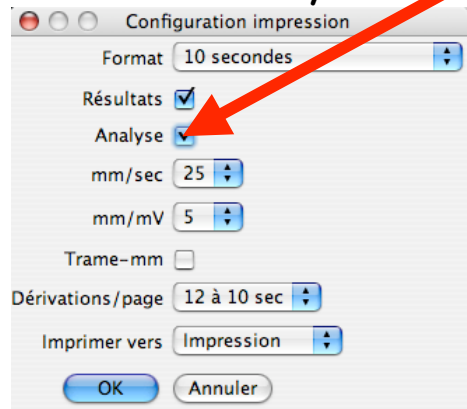 Configuration impression
Format 10 secondes
Résultats
Analyse
mm/sec 25
mm/mV 5
Trame-mm
Dérivations/page 12 à 10 sec
Imprimer vers Impression
OK Annuler